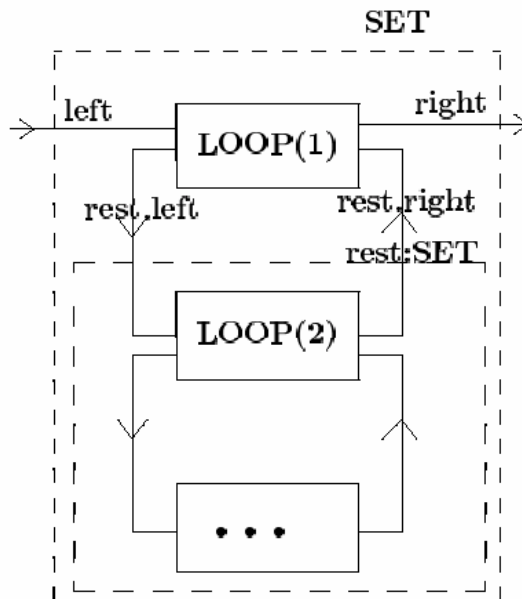 SET
left
right
LOOP(1)
rest.left
rest.right
rest:SET
LOOP(2)
• • •